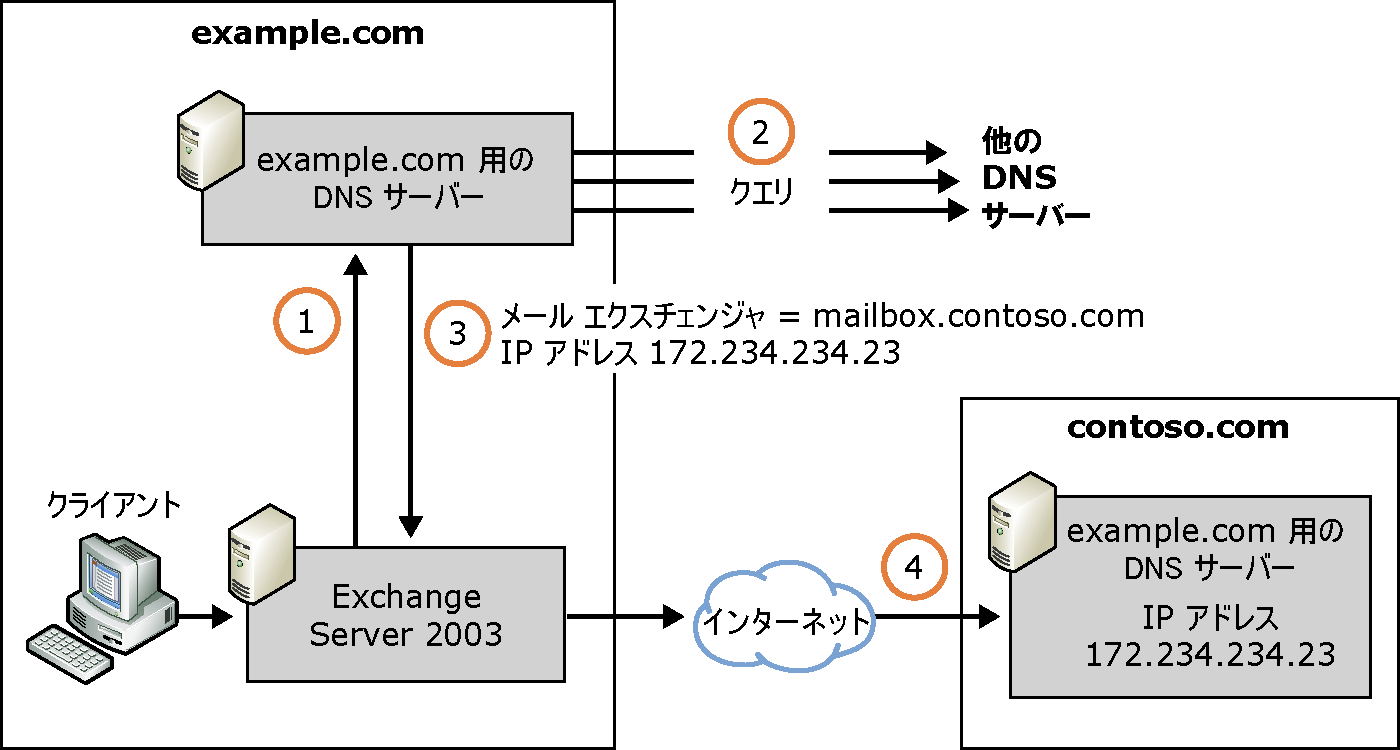 example.com
example.com 用の
DNS サーバー
2
クエリ
他の
DNS
サーバー
1
3
メール エクスチェンジャ = mailbox.contoso.com
IP アドレス 172.234.234.23
クライアント
Exchange
Server 2003
インターネット
4
contoso.com
example.com 用の
DNS サーバー
IP アドレス
172.234.234.23